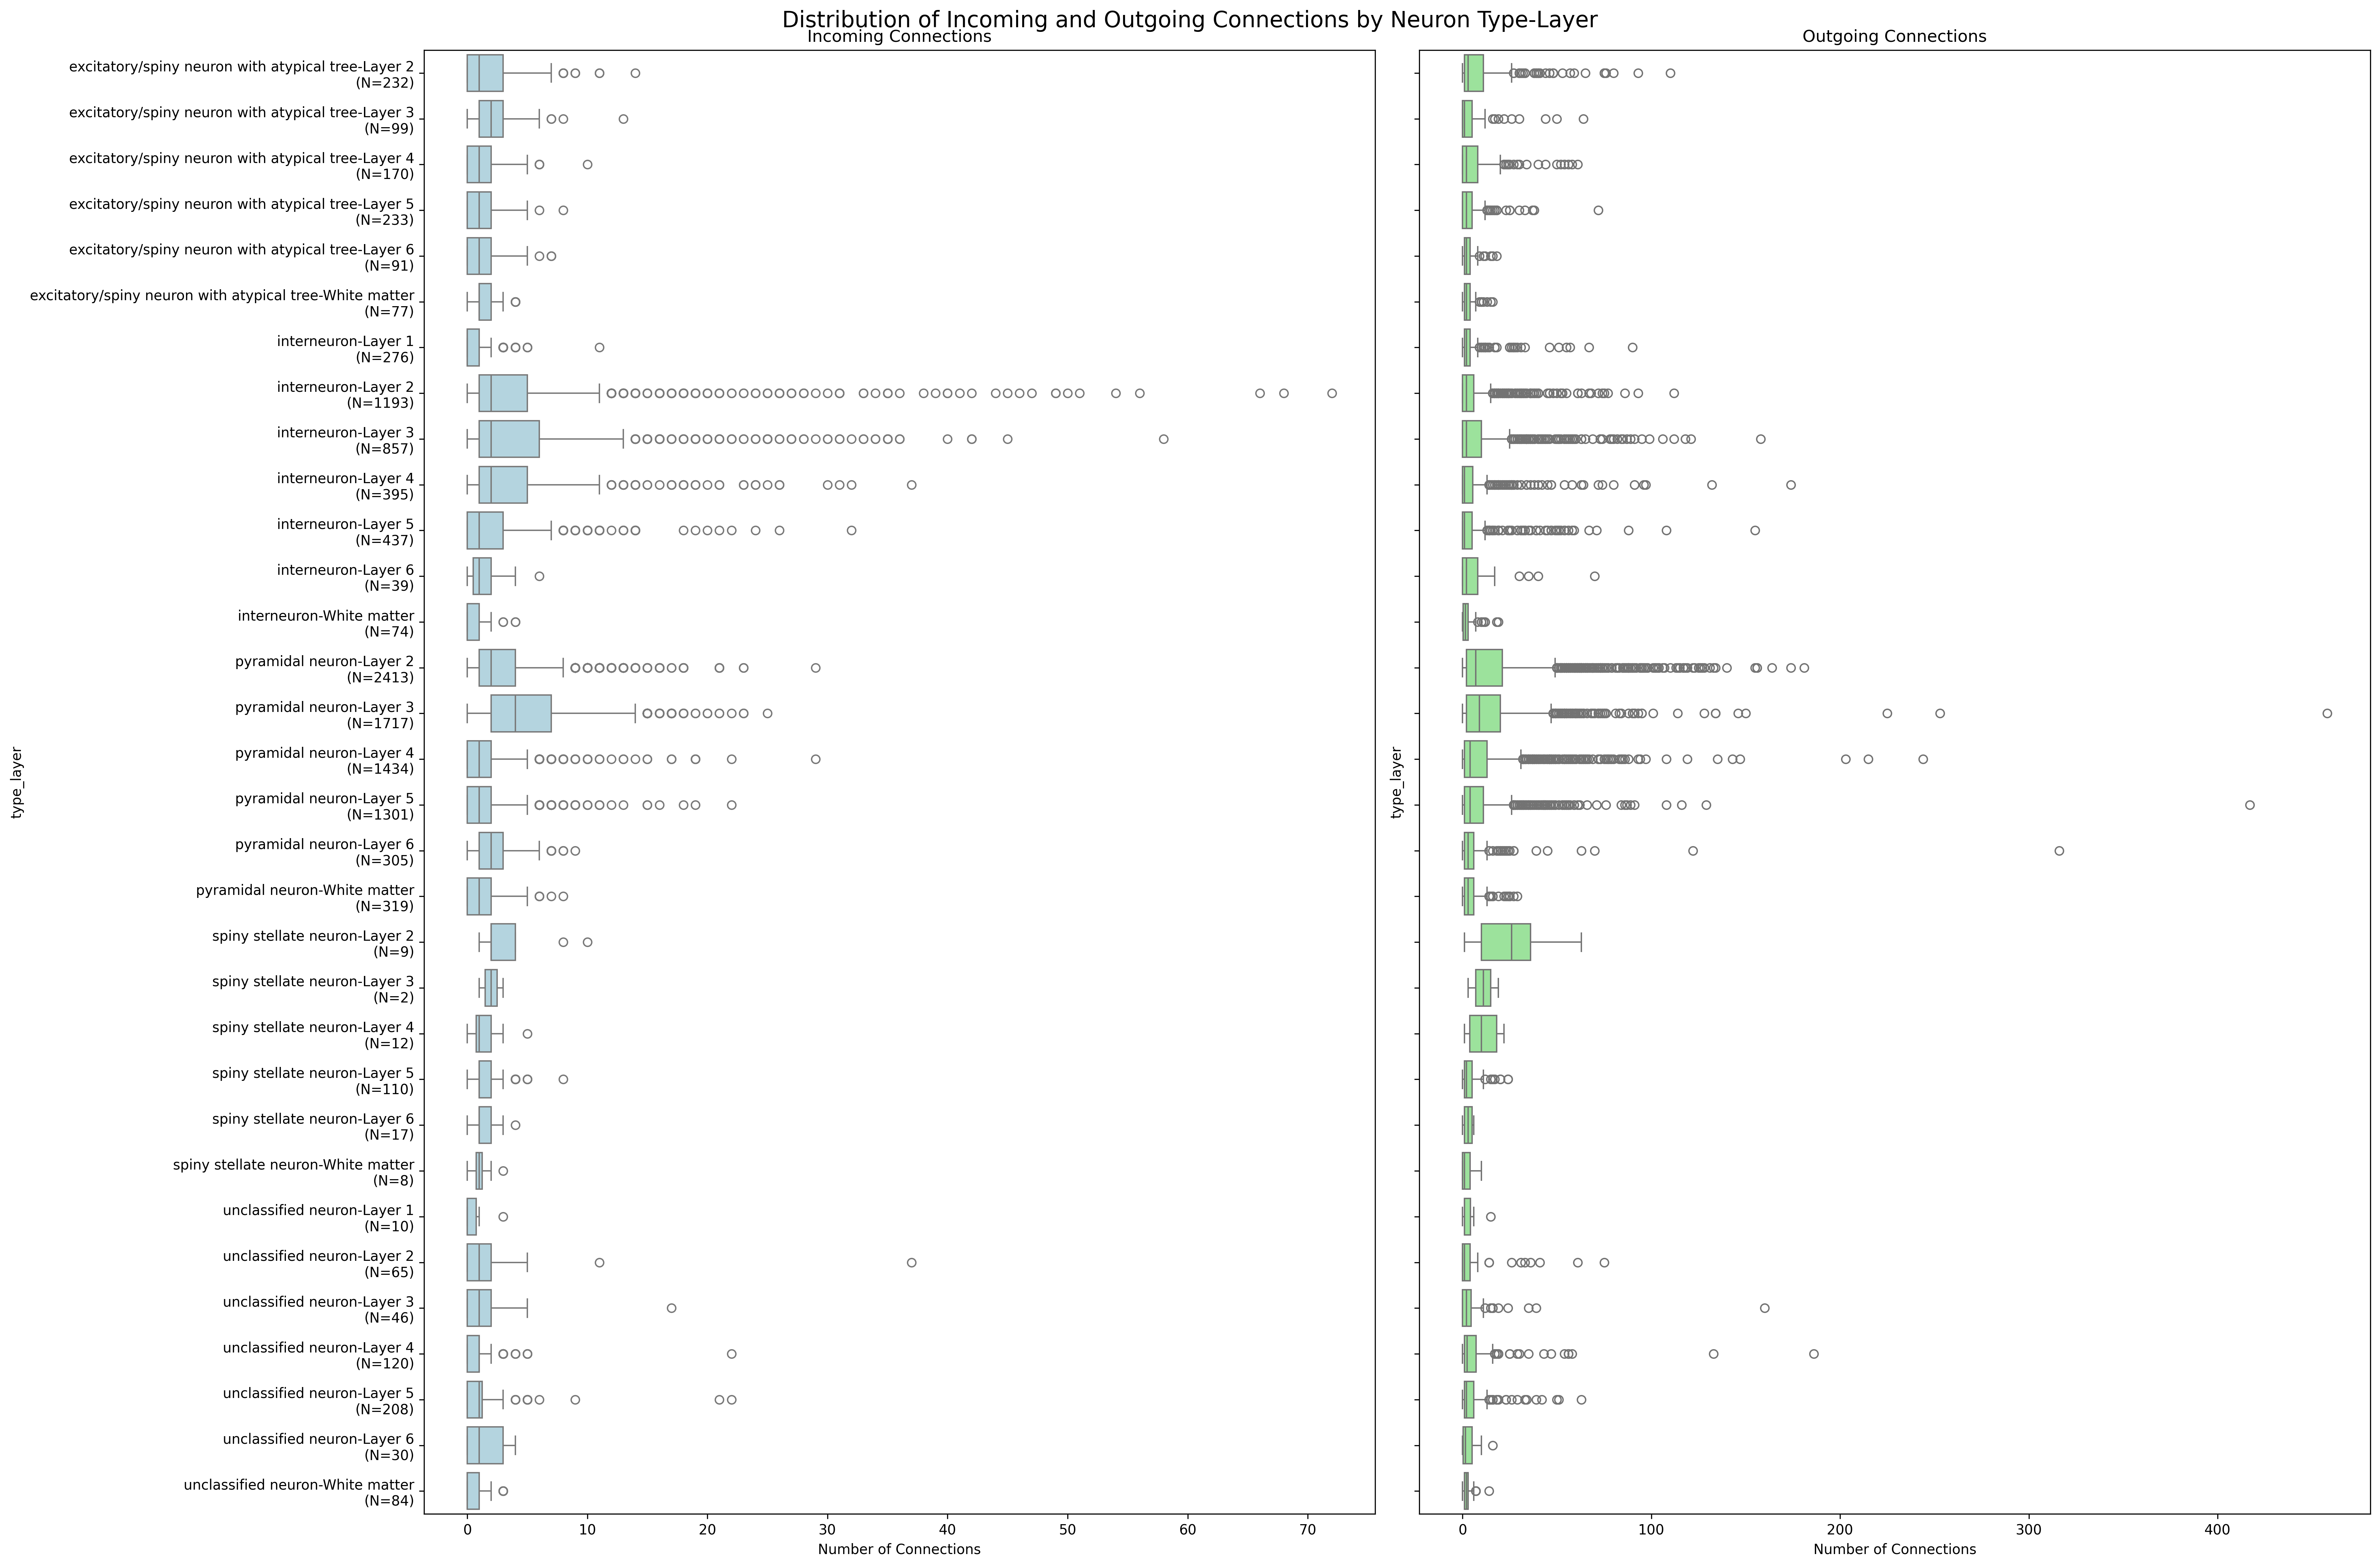 Distribution of Incoming and Outgoing Connections by Neuron Type-Layer
Incoming Connections
type_layer
excitatory/spiny neuron with atypical tree-Layer 2
(N=232)
excitatory/spiny neuron with atypical tree-Layer 3
(N=99)
excitatory/spiny neuron with atypical tree-Layer 4
(N=170)
excitatory/spiny neuron with atypical tree-Layer 5
(N=233)
excitatory/spiny neuron with atypical tree-Layer 6
(N=91)
excitatory/spiny neuron with atypical tree-White matter
(N=77)
interneuron-Layer 1
(N=276)
interneuron-Layer 2
(N=1193)
interneuron-Layer 3
(N=857)
interneuron-Layer 4
(N=395)
interneuron-Layer 5
(N=437)
interneuron-Layer 6
(N=39)
interneuron-White matter
(N=74)
pyramidal neuron-Layer 2
(N=2413)
pyramidal neuron-Layer 3
(N=1717)
pyramidal neuron-Layer 4
(N=1434)
pyramidal neuron-Layer 5
(N=1301)
pyramidal neuron-Layer 6
(N=305)
pyramidal neuron-White matter
(N=319)
spiny stellate neuron-Layer 2
(N=9)
spiny stellate neuron-Layer 3
(N=2)
spiny stellate neuron-Layer 4
(N=12)
spiny stellate neuron-Layer 5
(N=110)
spiny stellate neuron-Layer 6
(N=17)
spiny stellate neuron-White matter
(N=8)
unclassified neuron-Layer 1
(N=10)
unclassified neuron-Layer 2
(N=65)
unclassified neuron-Layer 3
(N=46)
unclassified neuron-Layer 4
(N=120)
unclassified neuron-Layer 5
(N=208)
unclassified neuron-Layer 6
(N=30)
unclassified neuron-White matter
(N=84)
0 10 20 30 40 50 60 70
Number of Connections
Outgoing Connections
type_layer
0 100 200 300 400
Number of Connections